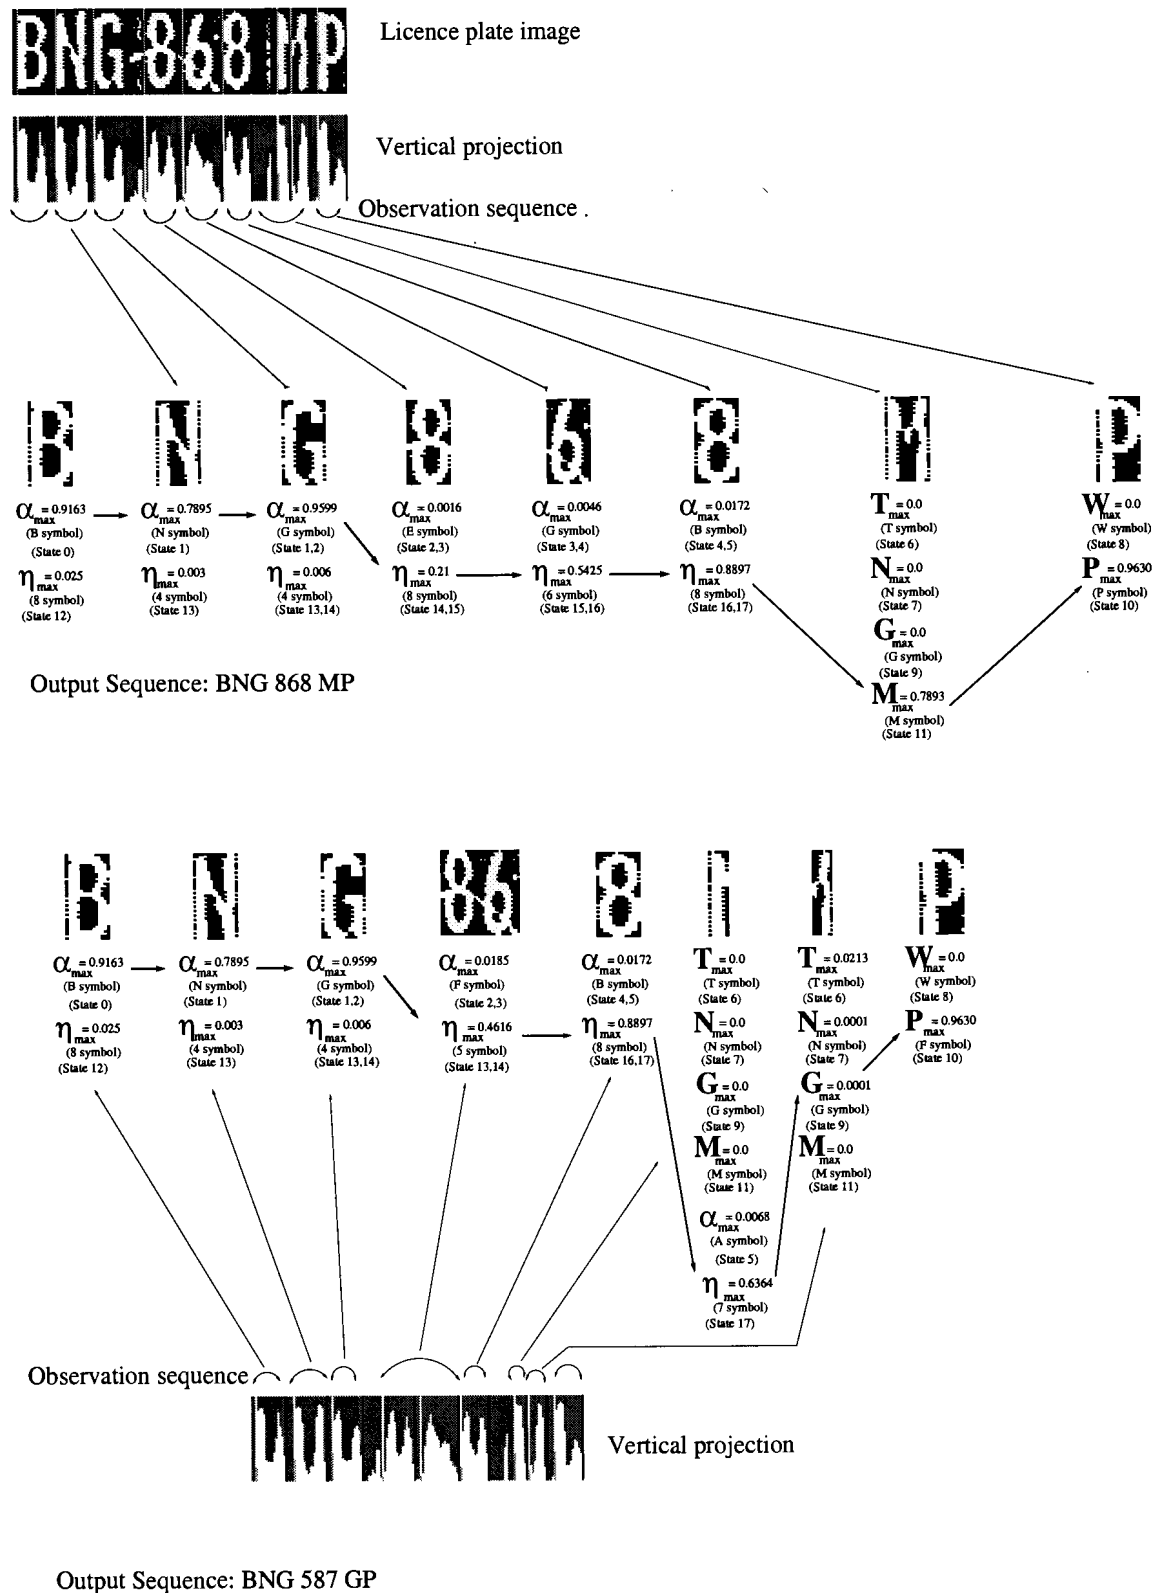 BNG-868 MP
Licence plate image
Vertical projection
Observation sequence .
α max = 0.9163
(B symbol)
(State 0)
η max = 0.025
(8 symbol)
(State 12)
α max = 0.7895
(N symbol)
(State 1)
η max = 0.003
(4 symbol)
(State 13)
α max = 0.9599
(G symbol)
(State 1,2)
η max = 0.006
(4 symbol)
(State 13,14)
α max = 0.0016
(E symbol)
(State 2,3)
η max = 0.21
(8 symbol)
(State 14,15)
α max = 0.0046
(G symbol)
(State 3,4)
η max = 0.5425
(6 symbol)
(State 15,16)
α max = 0.0172
(B symbol)
(State 4,5)
η max = 0.8897
(8 symbol)
(State 16,17)
T max = 0.0
(T symbol)
(State 6)
N max = 0.0
(N symbol)
(State 7)
G max = 0.0
(G symbol)
(State 9)
M max = 0.7893
(M symbol)
(State 11)
W max = 0.0
(W symbol)
(State 8)
P max = 0.9630
(P symbol)
(State 10)
Output Sequence: BNG 868 MP
α max = 0.9163
(B symbol)
(State 0)
η max = 0.025
(8 symbol)
(State 12)
α max = 0.7895
(N symbol)
(State 1)
η max = 0.003
(4 symbol)
(State 13)
α max = 0.9599
(G symbol)
(State 1,2)
η max = 0.006
(4 symbol)
(State 13,14)
α max = 0.0185
(F symbol)
(State 2,3)
η max = 0.4616
(5 symbol)
(State 13,14)
α max = 0.0172
(B symbol)
(State 4,5)
η max = 0.8897
(8 symbol)
(State 16,17)
T max = 0.0
(T symbol)
(State 6)
N max = 0.0
(N symbol)
(State 7)
G max = 0.0
(G symbol)
(State 9)
M max = 0.0
(M symbol)
(State 11)
α max = 0.0068
(A symbol)
(State 5)
η max = 0.6364
(7 symbol)
(State 17)
T max = 0.0213
(T symbol)
(State 6)
N max = 0.0001
(N symbol)
(State 7)
G max = 0.0001
(G symbol)
(State 9)
M max = 0.0
(M symbol)
(State 11)
W max = 0.0
(W symbol)
(State 8)
P max = 0.9630
(F symbol)
(State 10)
Observation sequence
Vertical projection
Output Sequence: BNG 587 GP